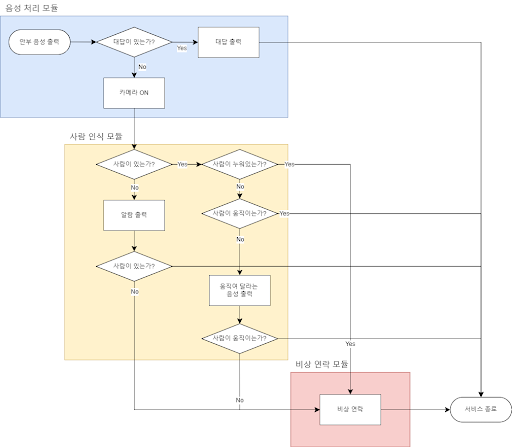 음성 처리 모듈
안부 음성 출력
대답이 있는가?
Yes
대답 출력
No
카메라 ON
사람 인식 모듈
사람이 있는가?
Yes
사람이 누워있는가?
Yes
No
No
알람 출력
사람이 움직이는가?
Yes
No
사람이 있는가?
No
움직여 달라는
음성 출력
사람이 움직이는가?
Yes
No
비상 연락 모듈
비상 연락
서비스 종료